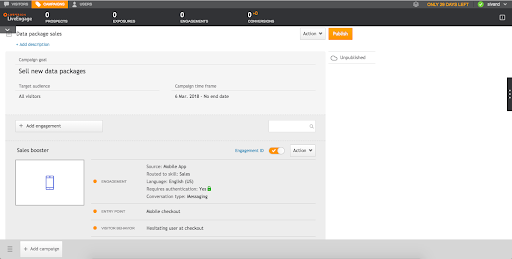 VISITORS CAMPAIGNS USERS ONLY 26 DAYS LEFT sivanrd
LiveEngage 0 0 0 0 +0
PROSPECTS EXPOSURES ENGAGEMENTS CONVERSIONS
Data package sales Action Publish
+ Add description
Unpublished
Campaign goal
Sell new data packages
Target audience Campaign time frame
All visitors 6 Mar. 2018 - No end date
+ Add engagement
Sales booster Engagement ID Action
Source: Mobile App
Routed to skill: Sales
ENGAGEMENT Language: English (US)
Requires authentication: Yes
Conversation type: Messaging
ENTRY POINT Mobile checkout
VISITOR BEHAVIOR Hesitating user at checkout
+ Add campaign